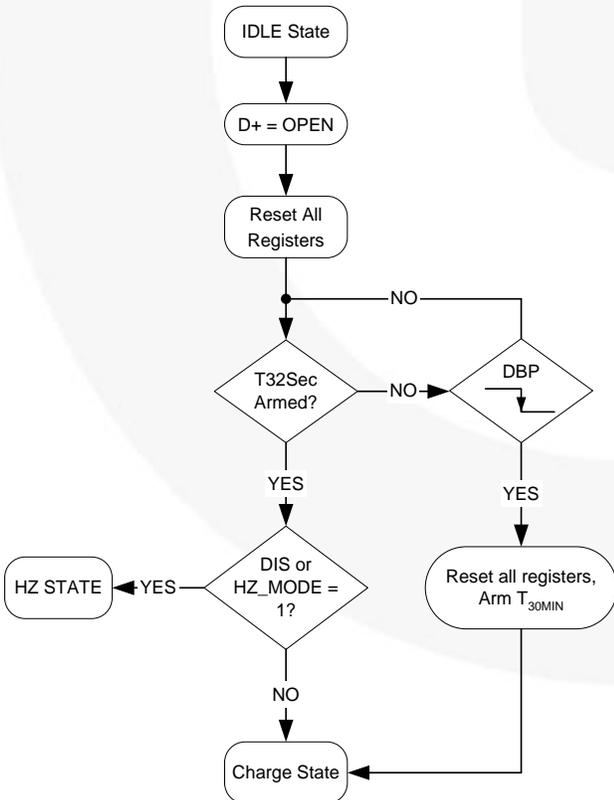 IDLE State
D+ = OPEN
Reset All
Registers
NO
T32Sec
Armed?
NO
DBP
YES
YES
DIS or
HZ_MODE =
1?
YES
HZ STATE
Reset all registers,
Arm T30MIN
NO
Charge State